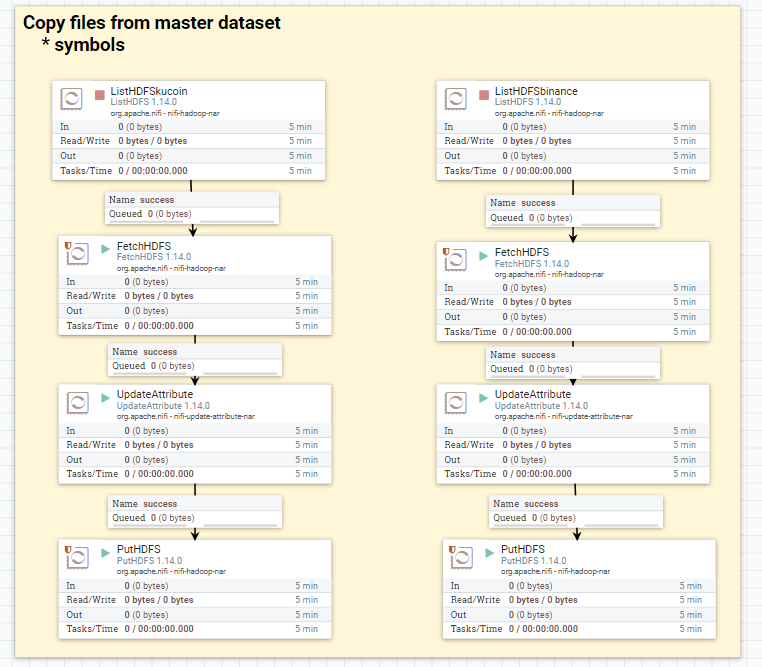 Copy files from master dataset
* symbols
ListHDFSkucoin
ListHDFS 1.14.0
org.apache.nifi - nifi-hadoop-nar
In 0 (0 bytes) 5 min
Read/Write 0 bytes / 0 bytes 5 min
Out 0 (0 bytes) 5 min
Tasks/Time 0 / 00:00:00.000 5 min
Name success
Queued 0 (0 bytes)
FetchHDFS
FetchHDFS 1.14.0
org.apache.nifi - nifi-hadoop-nar
In 0 (0 bytes) 5 min
Read/Write 0 bytes / 0 bytes 5 min
Out 0 (0 bytes) 5 min
Tasks/Time 0 / 00:00:00.000 5 min
Name success
Queued 0 (0 bytes)
UpdateAttribute
UpdateAttribute 1.14.0
org.apache.nifi - nifi-update-attribute-nar
In 0 (0 bytes) 5 min
Read/Write 0 bytes / 0 bytes 5 min
Out 0 (0 bytes) 5 min
Tasks/Time 0 / 00:00:00.000 5 min
Name success
Queued 0 (0 bytes)
PutHDFS
PutHDFS 1.14.0
org.apache.nifi - nifi-hadoop-nar
In 0 (0 bytes) 5 min
Read/Write 0 bytes / 0 bytes 5 min
Out 0 (0 bytes) 5 min
Tasks/Time 0 / 00:00:00.000 5 min
ListHDFSbinance
ListHDFS 1.14.0
org.apache.nifi - nifi-hadoop-nar
In 0 (0 bytes) 5 min
Read/Write 0 bytes / 0 bytes 5 min
Out 0 (0 bytes) 5 min
Tasks/Time 0 / 00:00:00.000 5 min
Name success
Queued 0 (0 bytes)
FetchHDFS
FetchHDFS 1.14.0
org.apache.nifi - nifi-hadoop-nar
In 0 (0 bytes) 5 min
Read/Write 0 bytes / 0 bytes 5 min
Out 0 (0 bytes) 5 min
Tasks/Time 0 / 00:00:00.000 5 min
Name success
Queued 0 (0 bytes)
UpdateAttribute
UpdateAttribute 1.14.0
org.apache.nifi - nifi-update-attribute-nar
In 0 (0 bytes) 5 min
Read/Write 0 bytes / 0 bytes 5 min
Out 0 (0 bytes) 5 min
Tasks/Time 0 / 00:00:00.000 5 min
Name success
Queued 0 (0 bytes)
PutHDFS
PutHDFS 1.14.0
org.apache.nifi - nifi-hadoop-nar
In 0 (0 bytes) 5 min
Read/Write 0 bytes / 0 bytes 5 min
Out 0 (0 bytes) 5 min
Tasks/Time 0 / 00:00:00.000 5 min